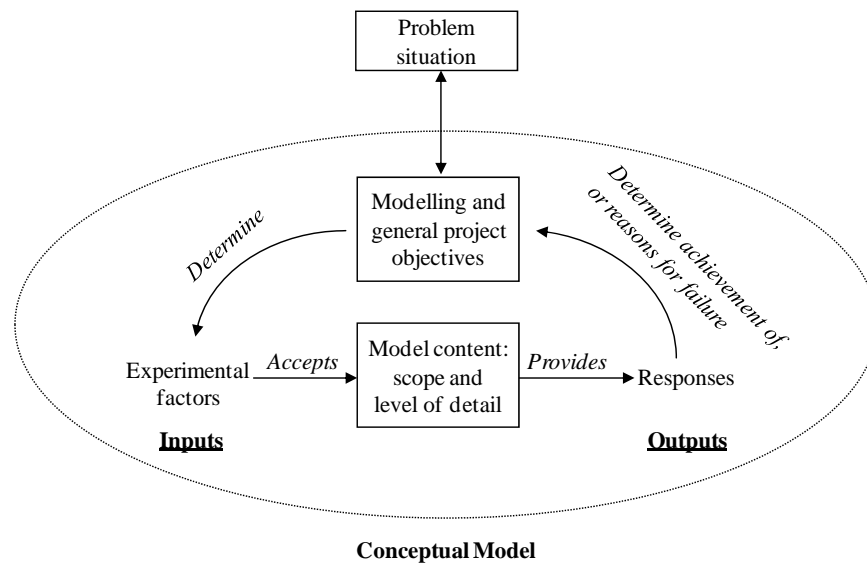 Problem
situation
Modelling and
general project
objectives
Determine
Determine achievement of,
or reasons for failure
Experimental
factors
Accepts
Model content:
scope and
level of detail
Provides
Responses
Inputs
Outputs
Conceptual Model